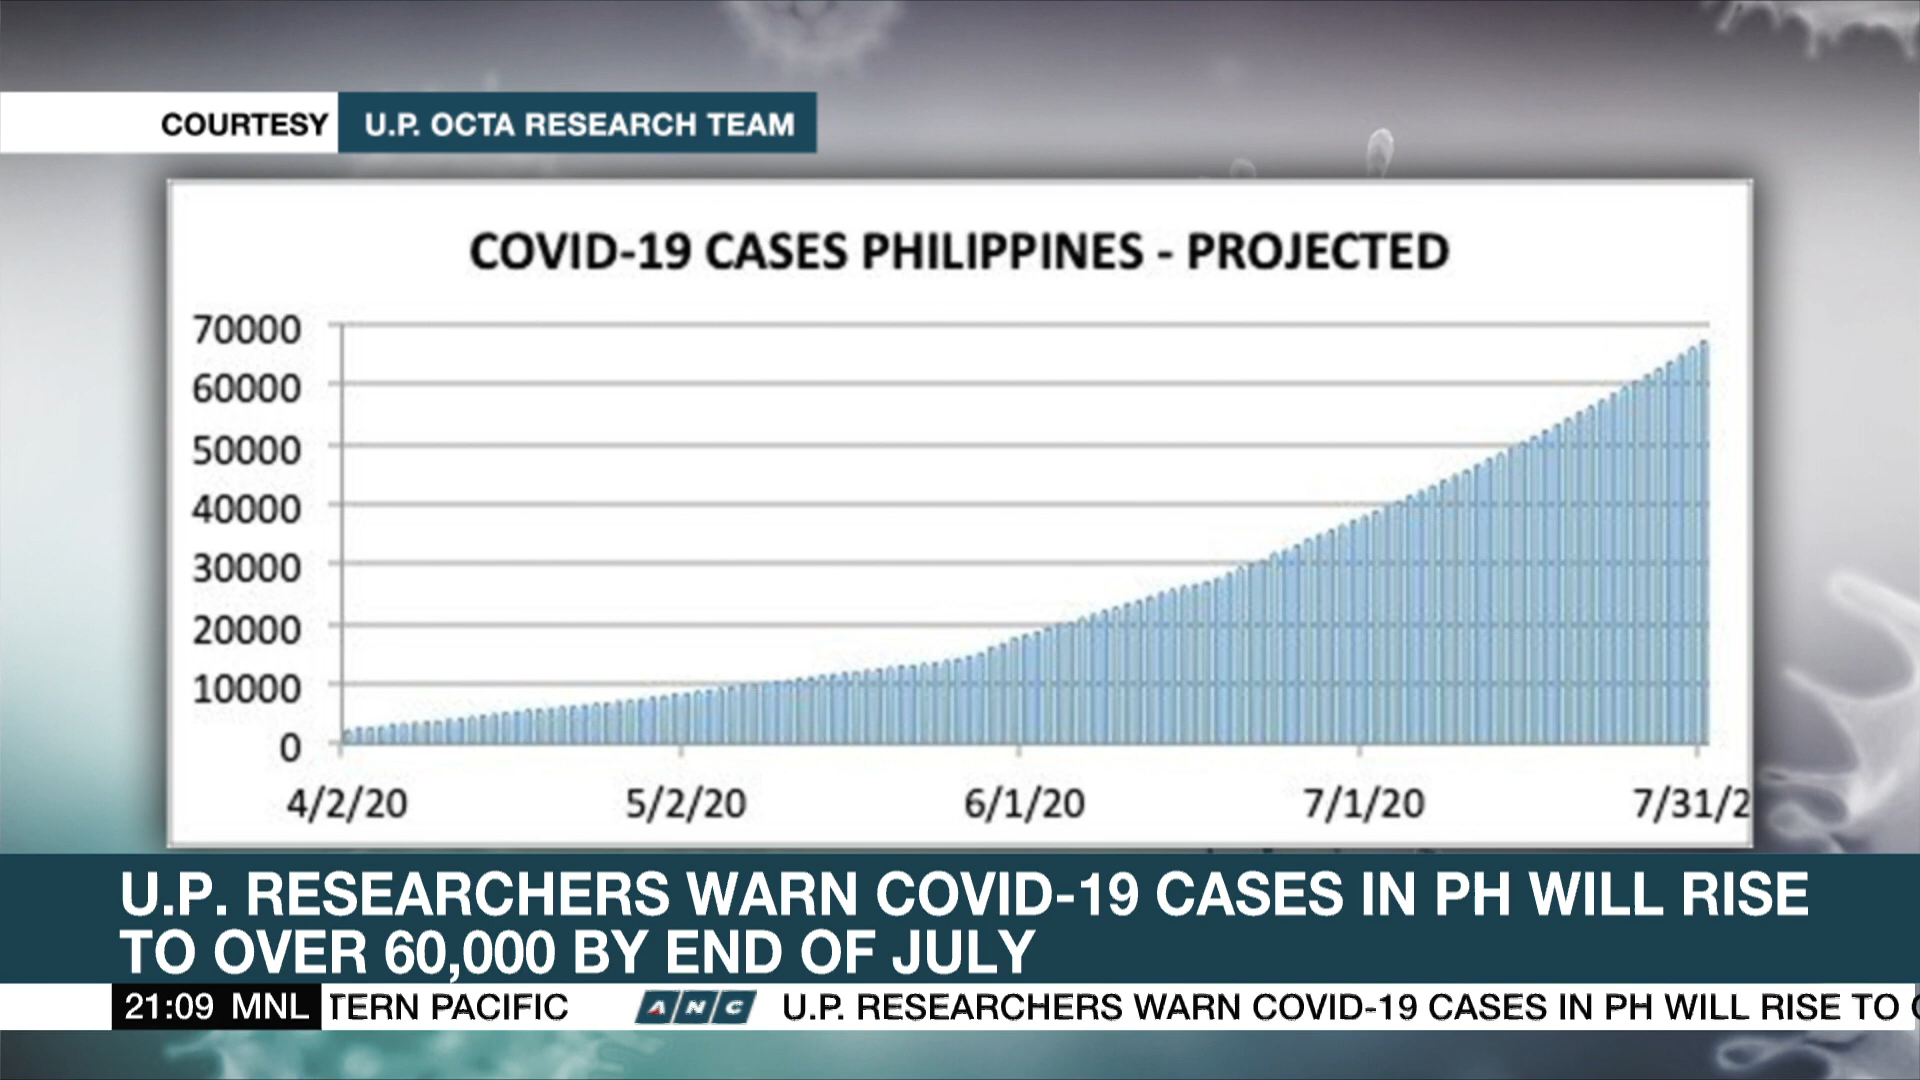 COURTESY U.P. OCTA RESEARCH TEAM
COVID-19 CASES PHILIPPINES - PROJECTED
70000
60000
50000
40000
30000
20000
10000
0
4/2/20 5/2/20 6/1/20 7/1/20 7/31/2
U.P. RESEARCHERS WARN COVID-19 CASES IN PH WILL RISE
TO OVER 60,000 BY END OF JULY
21:09 MNL TERN PACIFIC ANC U.P. RESEARCHERS WARN COVID-19 CASES IN PH WILL RISE TO